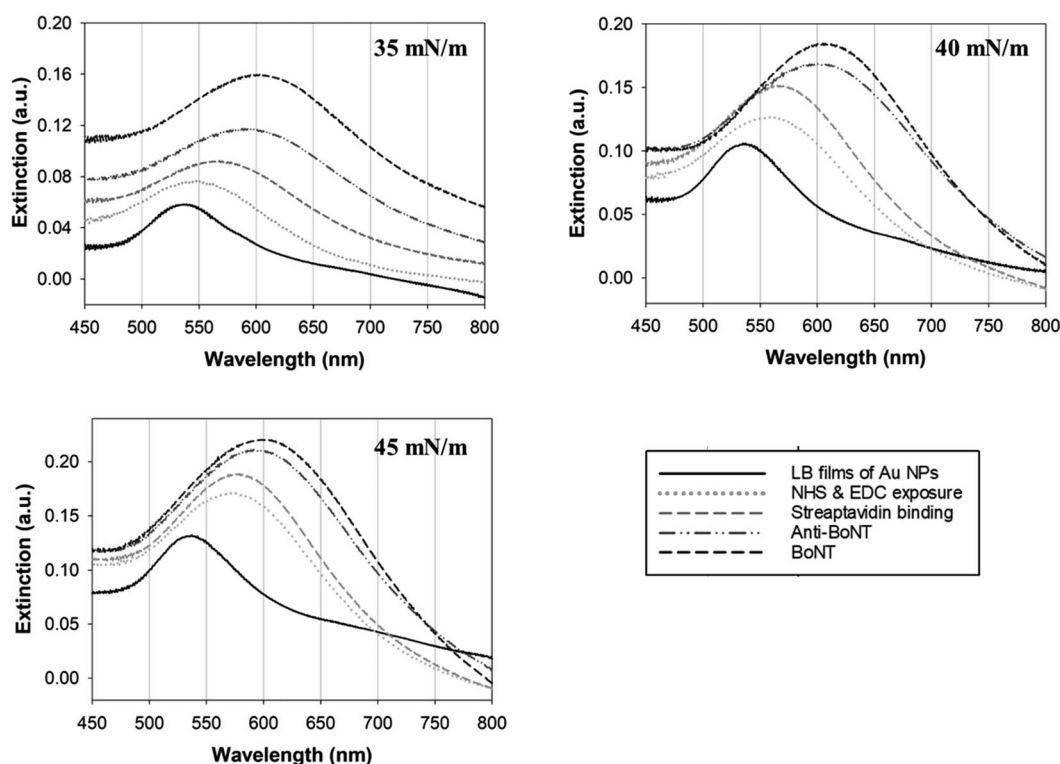 35 mN/m
Extinction (a.u.)
0.20
0.16
0.12
0.08
0.04
0.00
450 500 550 600 650 700 750 800
Wavelength (nm)
40 mN/m
Extinction (a.u.)
0.20
0.15
0.10
0.05
0.00
450 500 550 600 650 700 750 800
Wavelength (nm)
45 mN/m
Extinction (a.u.)
0.20
0.15
0.10
0.05
0.00
450 500 550 600 650 700 750 800
Wavelength (nm)
LB films of Au NPs
NHS & EDC exposure
Streaptavidin binding
Anti-BoNT
BoNT